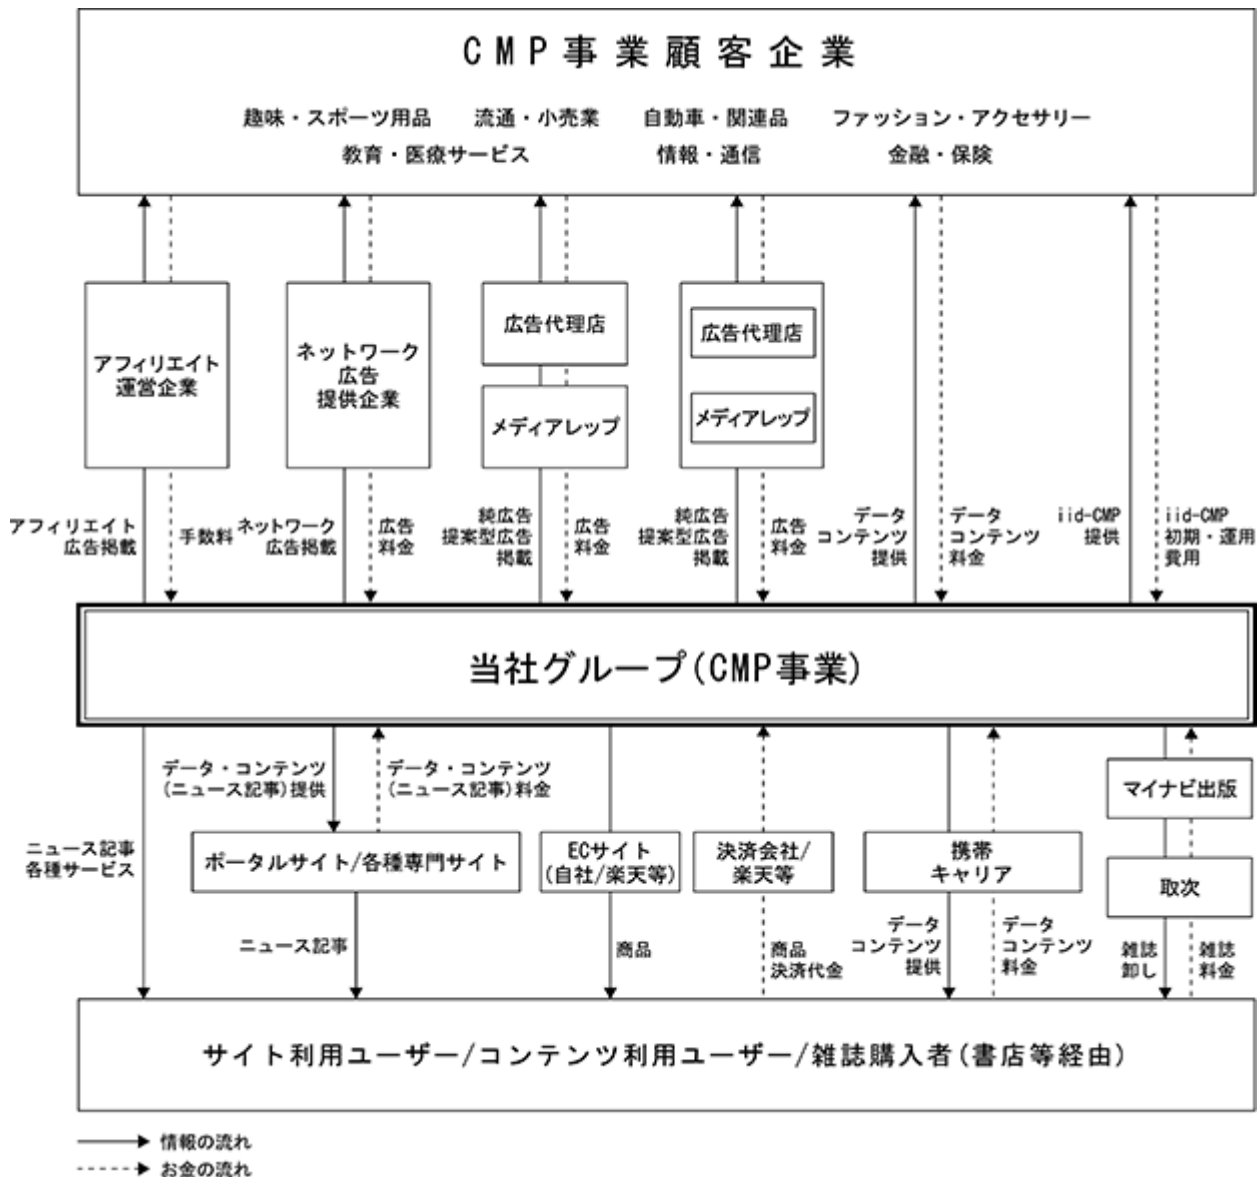 CMP事業顧客企業
趣味・スポーツ用品 流通・小売業 自動車・関連品 ファッション・アクセサリー
教育・医療サービス 情報・通信 金融・保険
アフィリエイト
運営企業
ネットワーク
広告
提供企業
広告代理店
メディアレップ
広告代理店
メディアレップ
アフィリエイト
広告掲載
手数料
ネットワーク
広告掲載
広告
料金
純広告
提案型広告
掲載
広告
料金
純広告
提案型広告
掲載
広告
料金
データ
コンテンツ
提供
データ
コンテンツ
料金
iid-CMP
提供
iid-CMP
初期・運用
費用
当社グループ(CMP事業)
ニュース記事
各種サービス
データ・コンテンツ
(ニュース記事)提供
データ・コンテンツ
(ニュース記事)料金
ポータルサイト/各種専門サイト
ニュース記事
ECサイト
(自社/楽天等)
商品
決済会社/
楽天等
商品
決済代金
携帯
キャリア
データ
コンテンツ
提供
データ
コンテンツ
料金
マイナビ出版
取次
雑誌
卸し
雑誌
料金
サイト利用ユーザー/コンテンツ利用ユーザー/雑誌購入者(書店等経由)
情報の流れ
お金の流れ